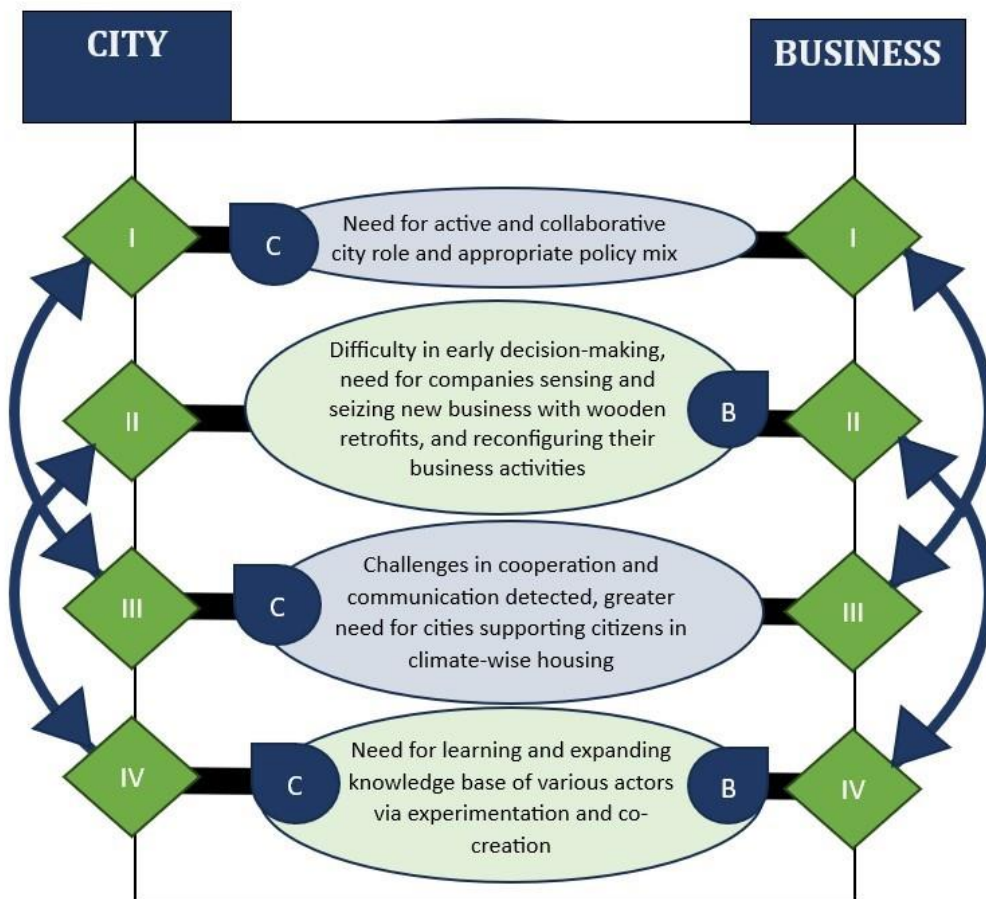 CITY
BUSINESS
I
C
Need for active and collaborative
city role and appropriate policy mix
I
II
Difficulty in early decision-making,
need for companies sensing and
seizing new business with wooden
retrofits, and reconfiguring their
business activities
B
II
III
C
Challenges in cooperation and
communication detected, greater
need for cities supporting citizens in
climate-wise housing
III
IV
C
Need for learning and expanding
knowledge base of various actors
via experimentation and co-
creation
B
IV